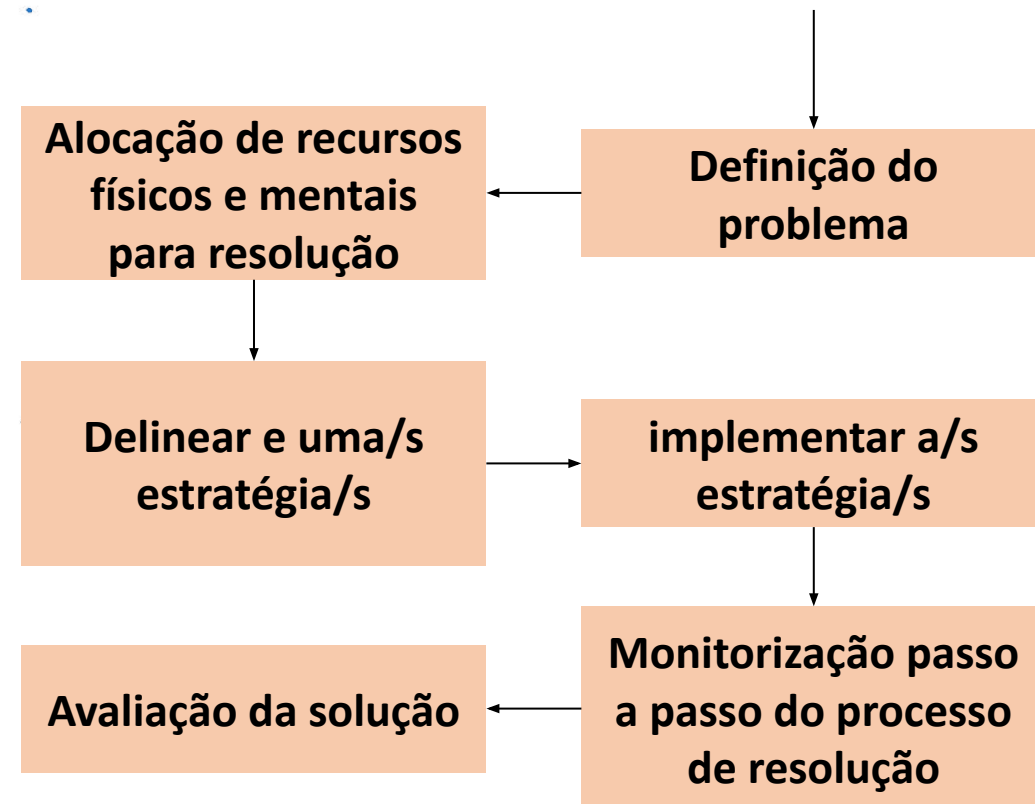 Definição do
problema
Alocação de recursos
físicos e mentais
para resolução
Delinear e uma/s
estratégia/s
implementar a/s
estratégia/s
Monitorização passo
a passo do processo
de resolução
Avaliação da solução